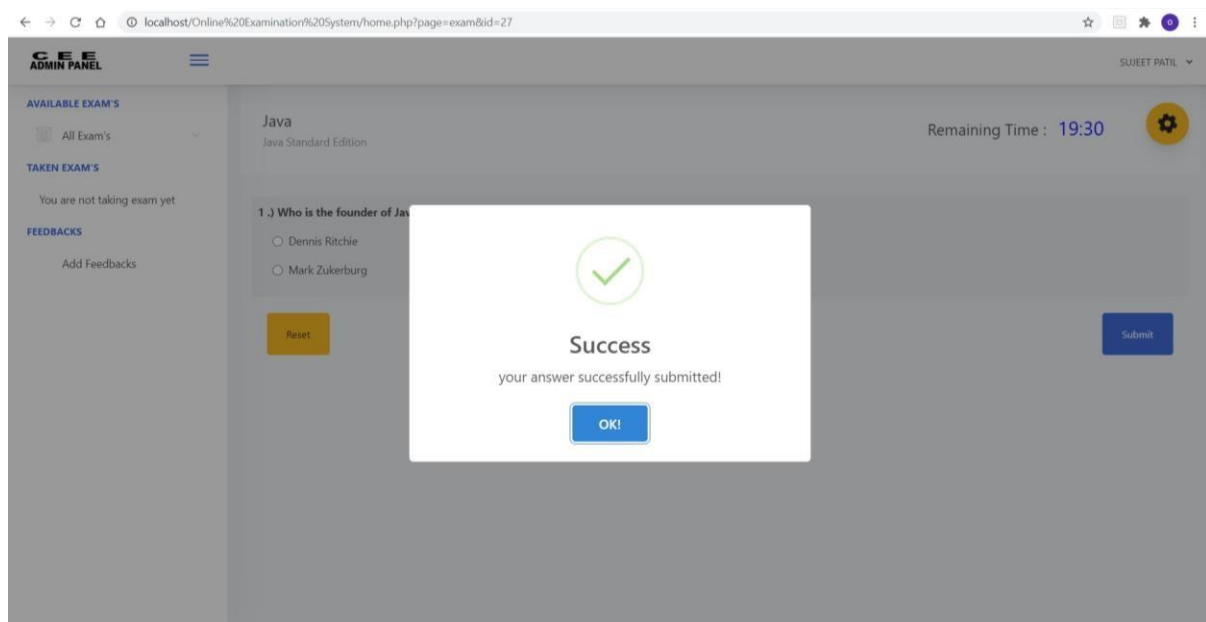 localhost/Online%20Examination%20System/home.php?page=exam&id=27
O
C E E
ADMIN PANEL
SUJEET PATIL
AVAILABLE EXAM'S
All Exam's
TAKEN EXAM'S
You are not taking exam yet
FEEDBACKS
Add Feedbacks
Java
Java Standard Edition
Remaining Time : 19:30
1 .) Who is the founder of
Dennis Ritchie
Mark Zukerburg
Reset
Submit
Success
your answer successfully submitted!
OK!